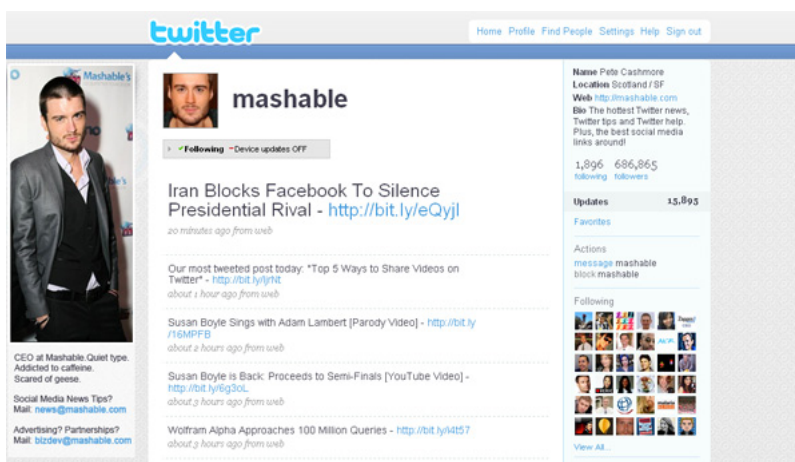 twitter
Home Profile Find People Settings Help Sign out
Mashable's
CEO at Mashable.Quiet type.
Addicted to caffeine.
Scared of geese.
Social Media News Tips?
Mail: news@mashable.com
Advertising? Partnerships?
Mail: bizdev@mashable.com
mashable
Following Device updates OFF
Iran Blocks Facebook To Silence
Presidential Rival - http://bit.ly/eQyjI
20 minutes ago from web
Our most tweeted post today: "Top 5 Ways to Share Videos on
Twitter" - http://bit.ly/ljrNt
about 1 hour ago from web
Susan Boyle Sings with Adam Lambert [Parody Video] - http://bit.ly
/16MPFB
about 2 hours ago from web
Susan Boyle is Back: Proceeds to Semi-Finals [YouTube Video] -
http://bit.ly/6g3oL
about 3 hours ago from web
Wolfram Alpha Approaches 100 Million Queries - http://bit.ly/i4t57
about 3 hours ago from web
Name Pete Cashmore
Location Scotland / SF
Web http://mashable.com
Bio The hottest Twitter news,
Twitter tips and Twitter help.
Plus, the best social media
links around!
1,896 686,865
following followers
Updates 15,895
Favorites
Actions
message mashable
block mashable
Following
View All...